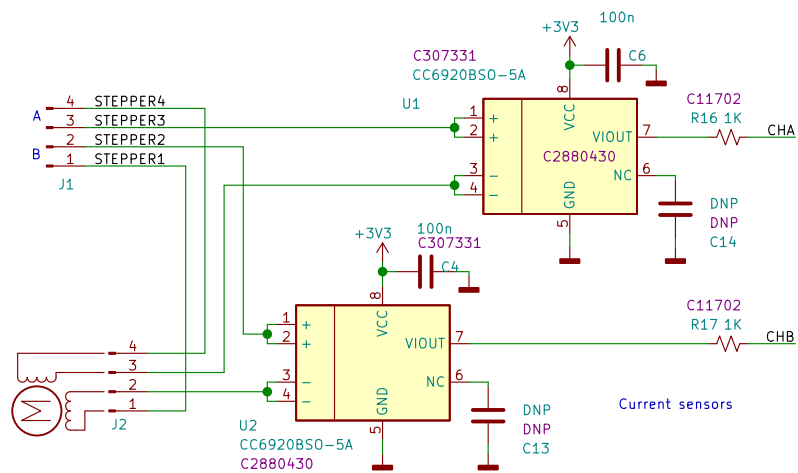 100n
+3V3
C307331
C6
CC6920BSO-5A
U1
8
VCC
C11702
R16 1K
4 STEPPER4
A
3 STEPPER3
2 STEPPER2
B
1 STEPPER1
J1
1 +
2 +
VIOUT 7
CHA
C2880430
3 -
4 -
NC 6
GND
5
DNP
DNP
C14
100n
+3V3
C307331
C4
8
VCC
C11702
R17 1K
1 +
2 +
VIOUT 7
CHB
4
3
2
1
J2
M
3 -
4 -
NC 6
GND
5
DNP
DNP
C13
Current sensors
U2
CC6920BSO-5A
C2880430